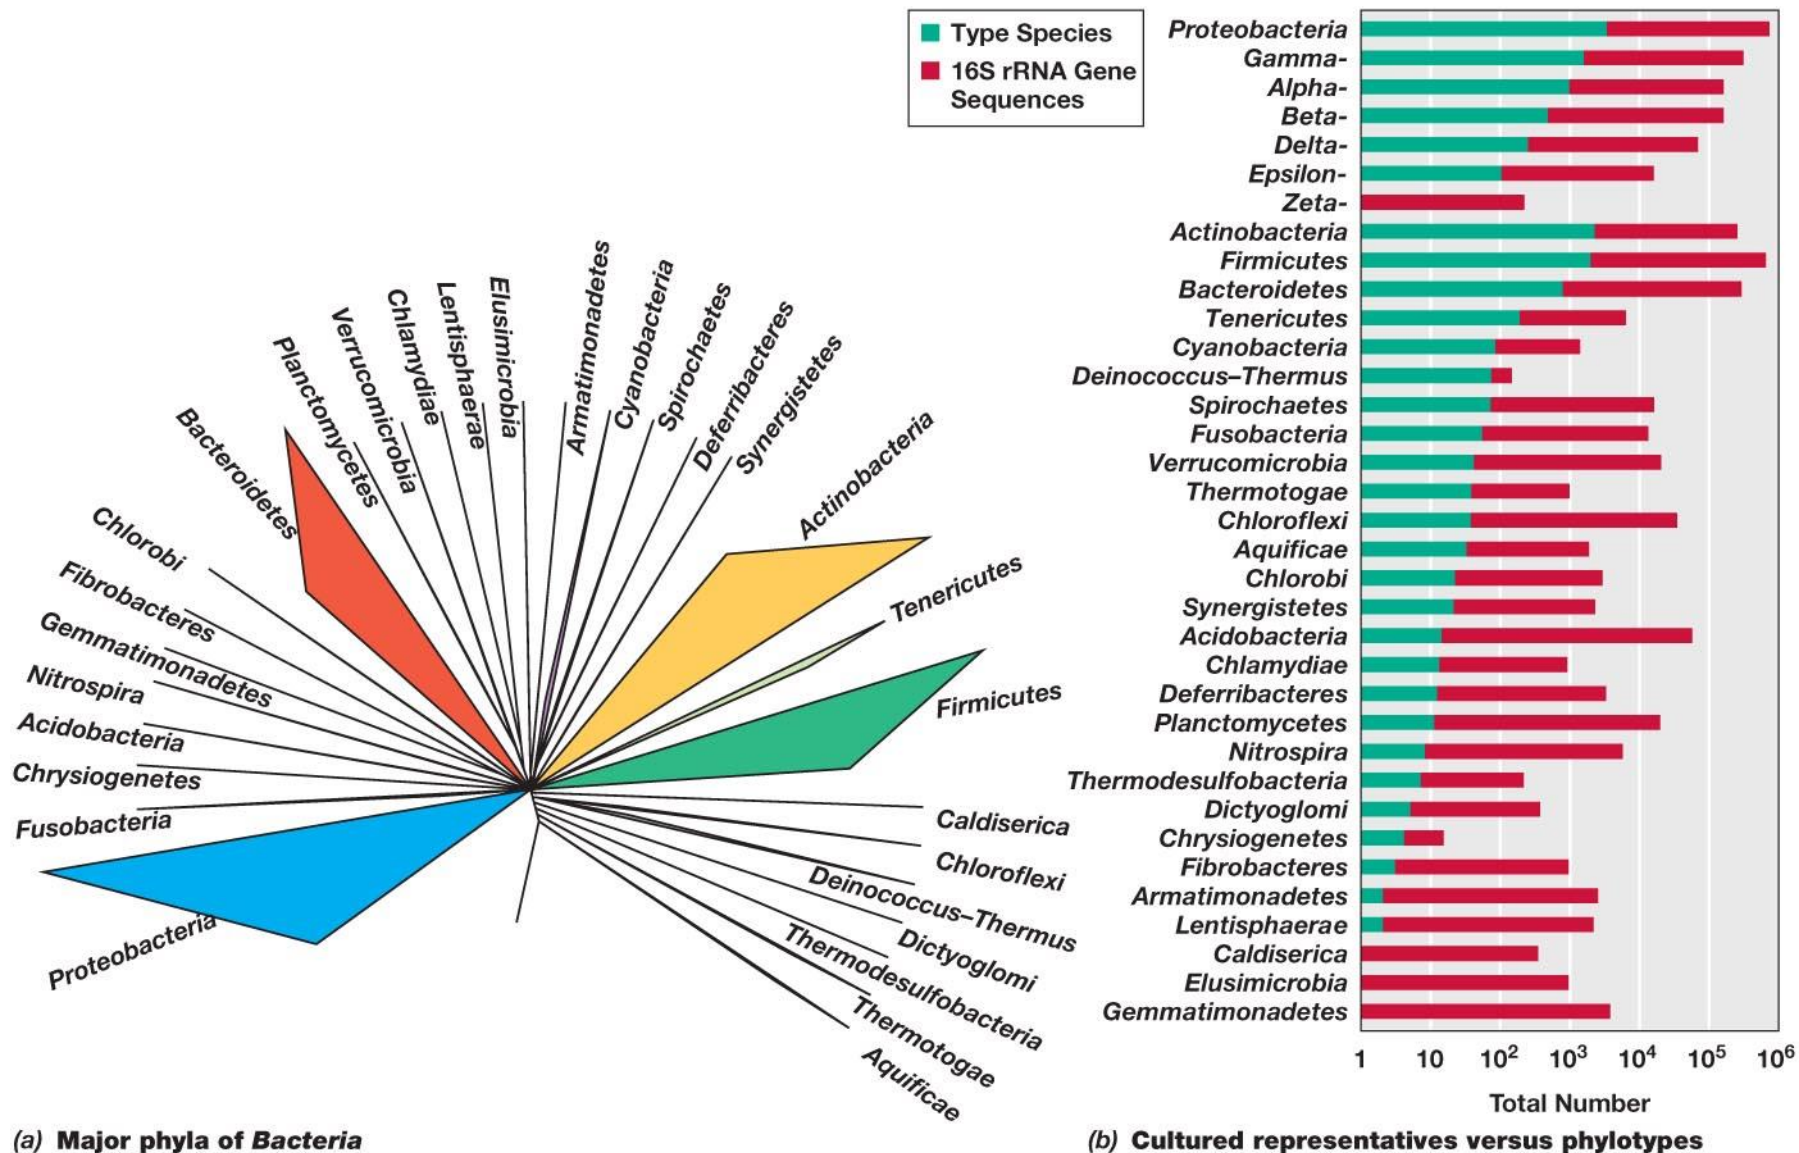 Type Species
16S rRNA Gene
Sequences
Elusimicrobia
Lentisphaerae
Chlamydiae
Verrucomicrobia
Planctomycetes
Bacteroidetes
Chlorobi
Fibrobacteres
Gemmatimonadetes
Nitrospira
Acidobacteria
Chrysiogenetes
Fusobacteria
Proteobacteria
Armatimonadetes
Cyanobacteria
Spirochaetes
Deferribacteres
Synergistetes
Actinobacteria
Tenericutes
Firmicutes
Caldiserica
Chloroflexi
Deinococcus–Thermus
Dictyoglomi
Thermodesulfobacteria
Thermotogae
Aquificae
(a) Major phyla of Bacteria
Proteobacteria
Gamma-
Alpha-
Beta-
Delta-
Epsilon-
Zeta-
Actinobacteria
Firmicutes
Bacteroidetes
Tenericutes
Cyanobacteria
Deinococcus–Thermus
Spirochaetes
Fusobacteria
Verrucomicrobia
Thermotogae
Chloroflexi
Aquificae
Chlorobi
Synergistetes
Acidobacteria
Chlamydiae
Deferribacteres
Planctomycetes
Nitrospira
Thermodesulfobacteria
Dictyoglomi
Chrysiogenetes
Fibrobacteres
Armatimonadetes
Lentisphaerae
Caldiserica
Elusimicrobia
Gemmatimonadetes
1 10 10² 10³ 10⁴ 10⁵ 10⁶
Total Number
(b) Cultured representatives versus phylotypes